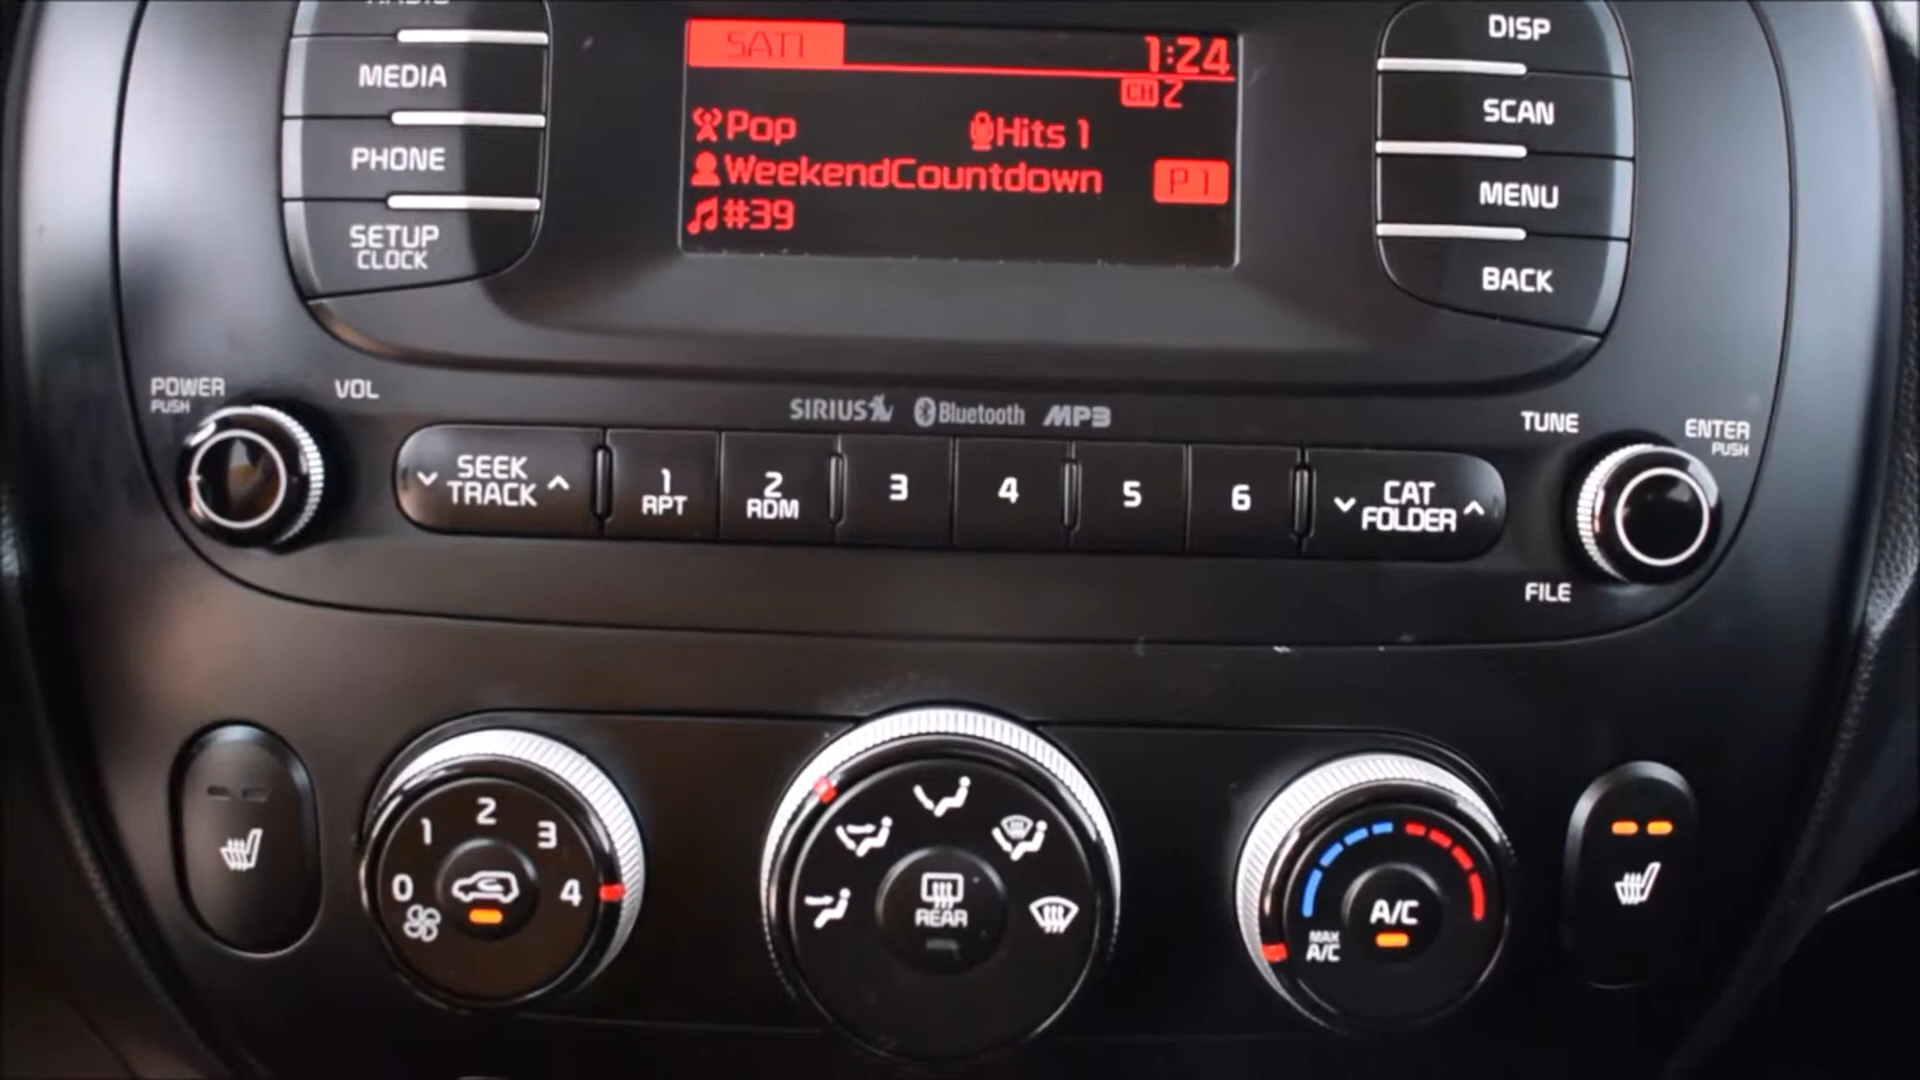 RADIO
MEDIA
PHONE
SETUP
CLOCK
SAT1
1:24
CH 2
Pop
Hits 1
WeekendCountdown
P1
#39
DISP
SCAN
MENU
BACK
POWER
PUSH
VOL
SIRIUS
Bluetooth
MP3
TUNE
ENTER
PUSH
FILE
SEEK
TRACK
1
RPT
2
RDM
3
4
5
6
CAT
FOLDER
0
1
2
3
4
REAR
MAX
A/C
A/C